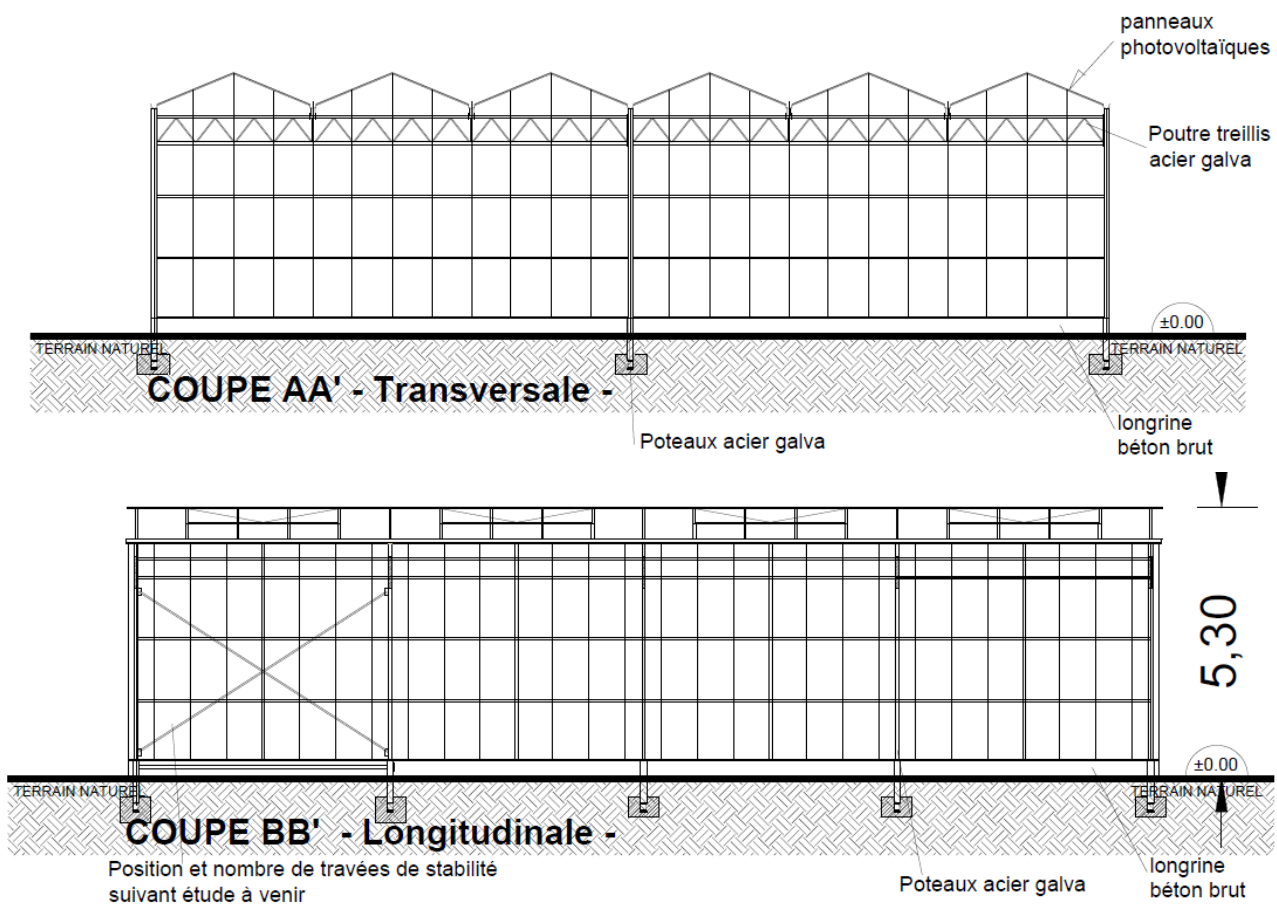 panneaux
photovoltaïques
Poutre treillis
acier galva
±0.00
TERRAIN NATUREL
TERRAIN NATUREL
COUPE AA' - Transversale -
Poteaux acier galva
longrine
béton brut
5,30
±0.00
TERRAIN NATUREL
TERRAIN NATUREL
COUPE BB' - Longitudinale -
Position et nombre de travées de stabilité
suivant étude à venir
Poteaux acier galva
longrine
béton brut